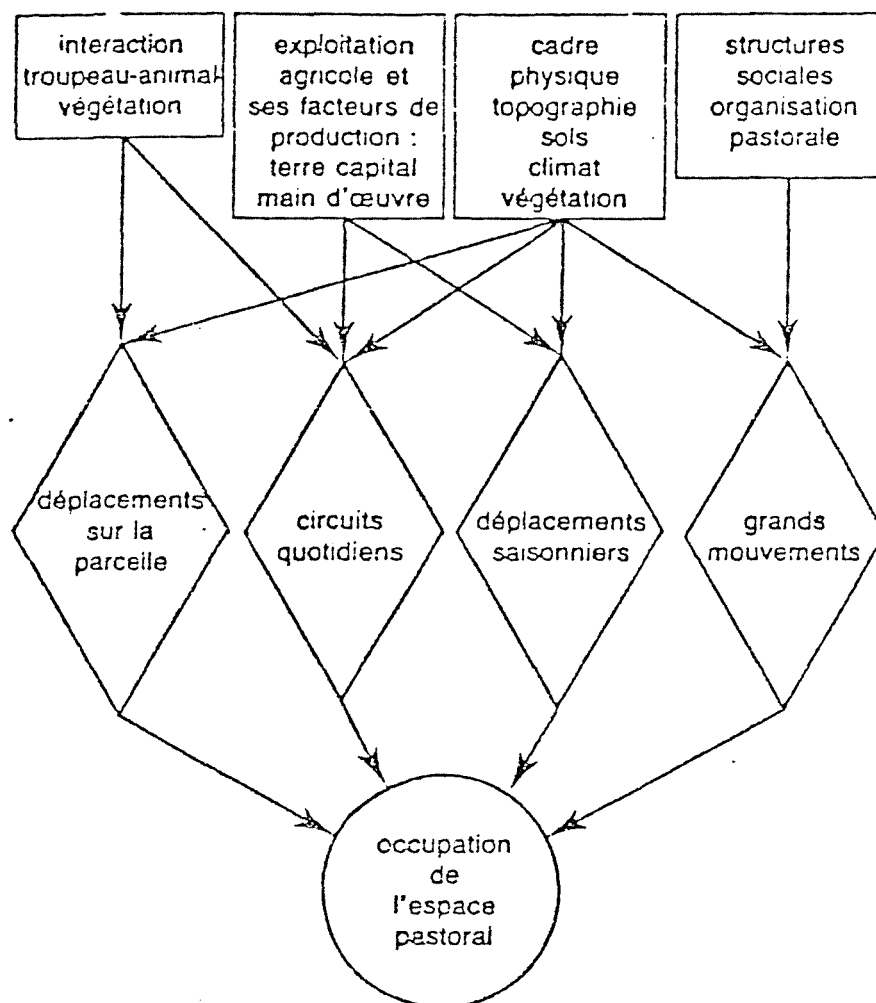 interaction
troupeau-animal-
végétation
exploitation
agricole et
ses facteurs de
production :
terre capital
main d'œuvre
cadre
physique
topographie
sols
climat
végétation
structures
sociales
organisation
pastorale
déplacements
sur la
parcelle
circuits
quotidiens
déplacements
saisonniers
grands
mouvements
occupation
de
l'espace
pastoral